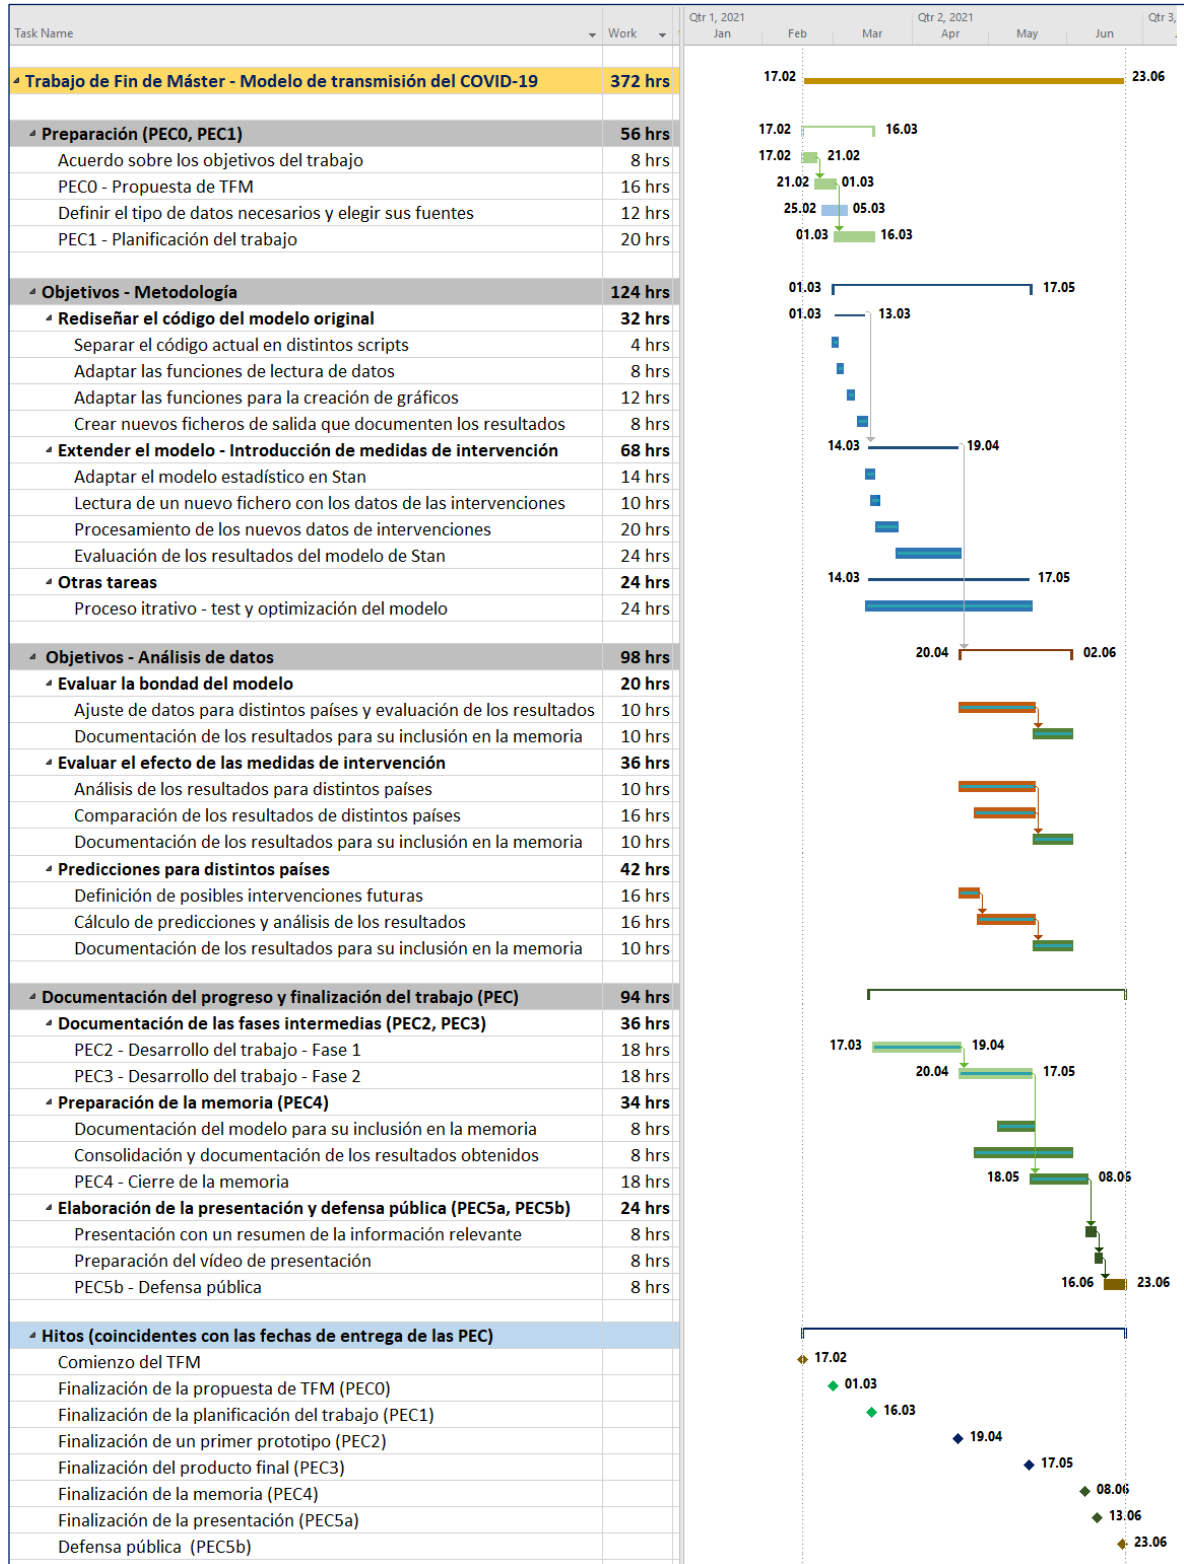 Qtr 1, 2021 Qtr 2, 2021 Qtr 3,
Task Name Work Jan Feb Mar Apr May Jun
Trabajo de Fin de Máster - Modelo de transmisión del COVID-19 372 hrs 17.02 23.06
Preparación (PEC0, PEC1) 56 hrs 17.02 16.03
Acuerdo sobre los objetivos del trabajo 8 hrs 17.02 21.02
PEC0 - Propuesta de TFM 16 hrs 21.02 01.03
Definir el tipo de datos necesarios y elegir sus fuentes 12 hrs 25.02 05.03
PEC1 - Planificación del trabajo 20 hrs 01.03 16.03
Objetivos - Metodología 124 hrs 01.03 17.05
Rediseñar el código del modelo original 32 hrs 01.03 13.03
Separar el código actual en distintos scripts 4 hrs
Adaptar las funciones de lectura de datos 8 hrs
Adaptar las funciones para la creación de gráficos 12 hrs
Crear nuevos ficheros de salida que documenten los resultados 8 hrs
Extender el modelo - Introducción de medidas de intervención 68 hrs 14.03 19.04
Adaptar el modelo estadístico en Stan 14 hrs
Lectura de un nuevo fichero con los datos de las intervenciones 10 hrs
Procesamiento de los nuevos datos de intervenciones 20 hrs
Evaluación de los resultados del modelo de Stan 24 hrs
Otras tareas 24 hrs 14.03 17.05
Proceso itrativo - test y optimización del modelo 24 hrs
Objetivos - Análisis de datos 98 hrs 20.04 02.06
Evaluar la bondad del modelo 20 hrs
Ajuste de datos para distintos países y evaluación de los resultados 10 hrs
Documentación de los resultados para su inclusión en la memoria 10 hrs
Evaluar el efecto de las medidas de intervención 36 hrs
Análisis de los resultados para distintos países 10 hrs
Comparación de los resultados de distintos países 16 hrs
Documentación de los resultados para su inclusión en la memoria 10 hrs
Predicciones para distintos países 42 hrs
Definición de posibles intervenciones futuras 16 hrs
Cálculo de predicciones y análisis de los resultados 16 hrs
Documentación de los resultados para su inclusión en la memoria 10 hrs
Documentación del progreso y finalización del trabajo (PEC) 94 hrs
Documentación de las fases intermedias (PEC2, PEC3) 36 hrs
PEC2 - Desarrollo del trabajo - Fase 1 18 hrs 17.03 19.04
PEC3 - Desarrollo del trabajo - Fase 2 18 hrs 20.04 17.05
Preparación de la memoria (PEC4) 34 hrs
Documentación del modelo para su inclusión en la memoria 8 hrs
Consolidación y documentación de los resultados obtenidos 8 hrs
PEC4 - Cierre de la memoria 18 hrs 18.05 08.06
Elaboración de la presentación y defensa pública (PEC5a, PEC5b) 24 hrs
Presentación con un resumen de la información relevante 8 hrs
Preparación del vídeo de presentación 8 hrs
PEC5b - Defensa pública 8 hrs 16.06 23.06
Hitos (coincidentes con las fechas de entrega de las PEC)
Comienzo del TFM 17.02
Finalización de la propuesta de TFM (PEC0) 01.03
Finalización de la planificación del trabajo (PEC1) 16.03
Finalización de un primer prototipo (PEC2) 19.04
Finalización del producto final (PEC3) 17.05
Finalización de la memoria (PEC4) 08.06
Finalización de la presentación (PEC5a) 13.06
Defensa pública (PEC5b) 23.06